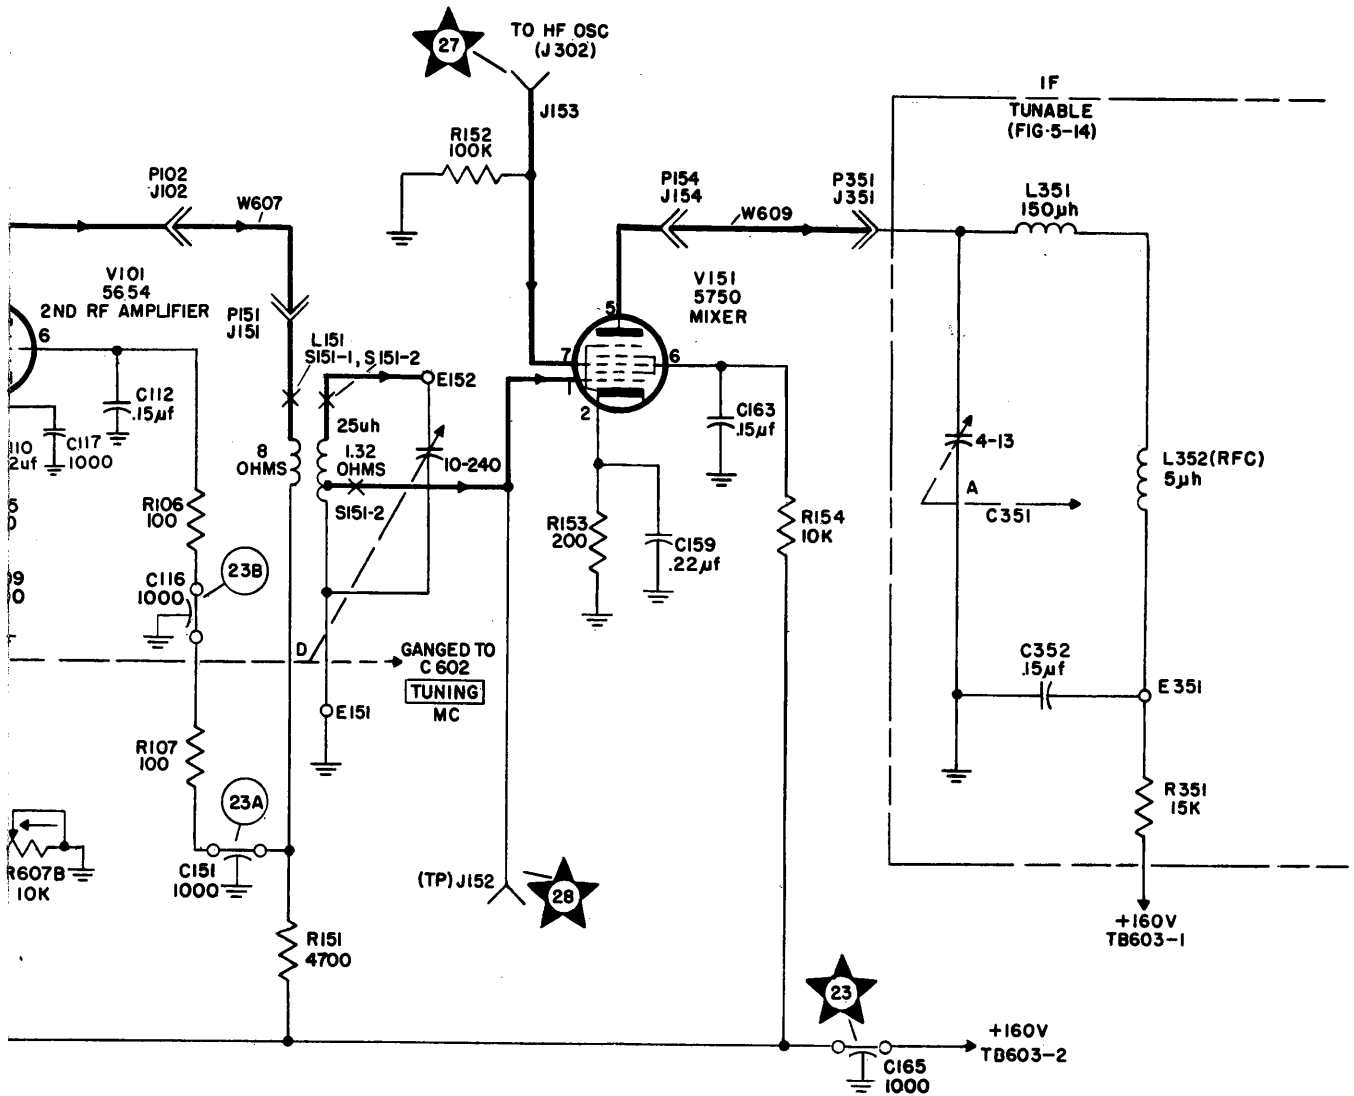 27
TO HF OSC
(J302)
J153
R152
100K
IF
TUNABLE
(FIG·5-14)
P102
J102
W607
P154
J154
W609
P351
J351
L351
150µh
V101
5654
2ND RF AMPLIFIER
6
P151
J151
L151
S151-1, S151-2
E152
V151
5750
MIXER
5
7
6
1
2
C112
.15µf
C117
1000
110
2uf
8
OHMS
25uh
1.32
OHMS
S151-2
10-240
C163
.15µf
4-13
A
C351
L352(RFC)
5µh
R106
100
R153
200
C159
.22µf
R154
10K
23B
C116
1000
D
GANGED TO
C602
TUNING
MC
E151
C352
.15µf
E351
R107
100
23A
C151
1000
R607B
10K
(TP)J152
28
R351
15K
+160V
TB603-1
R151
4700
23
C165
1000
+160V
TB603-2